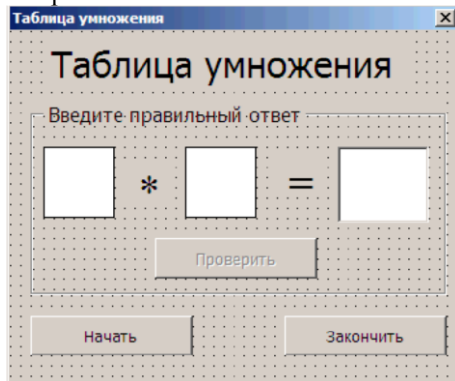 Таблица умножения
Таблица умножения
Введите правильный ответ
* =
Проверить
Начать Закончить